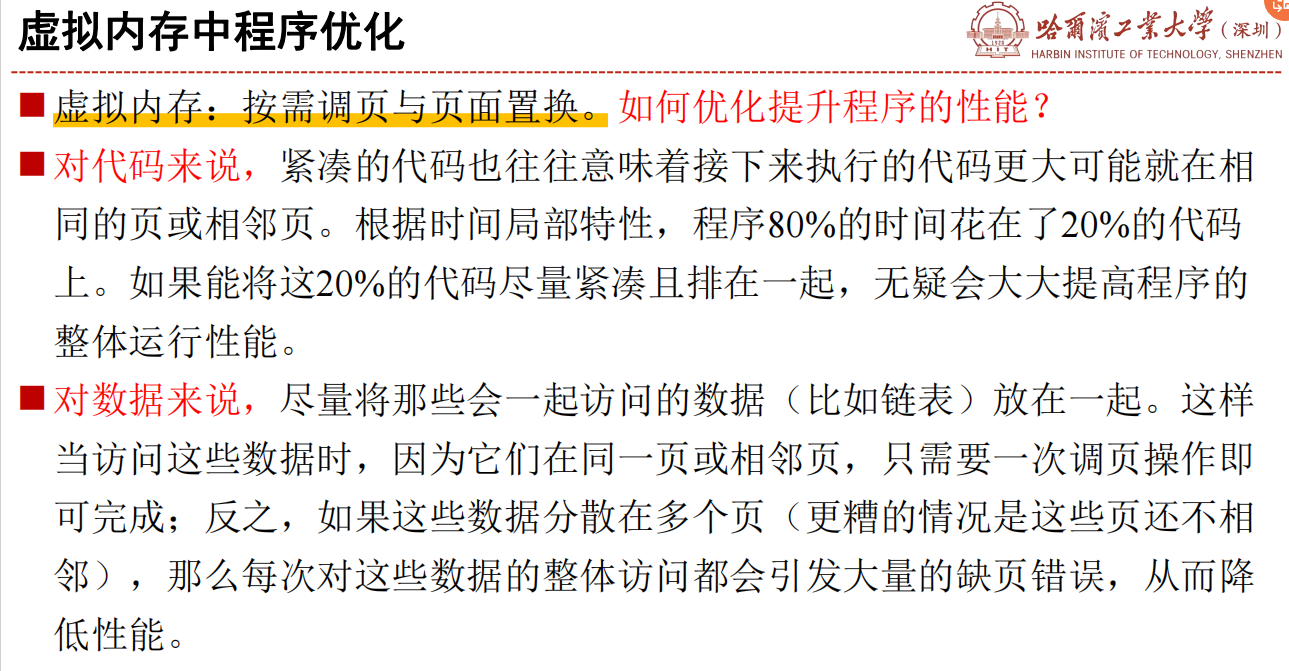 虚拟内存中程序优化
哈尔滨工业大学（深圳）
HARBIN INSTITUTE OF TECHNOLOGY, SHENZHEN
1920
HIT
虚拟内存：按需调页与页面置换。如何优化提升程序的性能？
对代码来说，紧凑的代码也往往意味着接下来执行的代码更大可能就在相
同的页或相邻页。根据时间局部特性，程序80%的时间花在了20%的代码
上。如果能将这20%的代码尽量紧凑且排在一起，无疑会大大提高程序的
整体运行性能。
对数据来说，尽量将那些会一起访问的数据（比如链表）放在一起。这样
当访问这些数据时，因为它们在同一页或相邻页，只需要一次调页操作即
可完成；反之，如果这些数据分散在多个页（更糟的情况是这些页还不相
邻），那么每次对这些数据的整体访问都会引发大量的缺页错误，从而降
低性能。